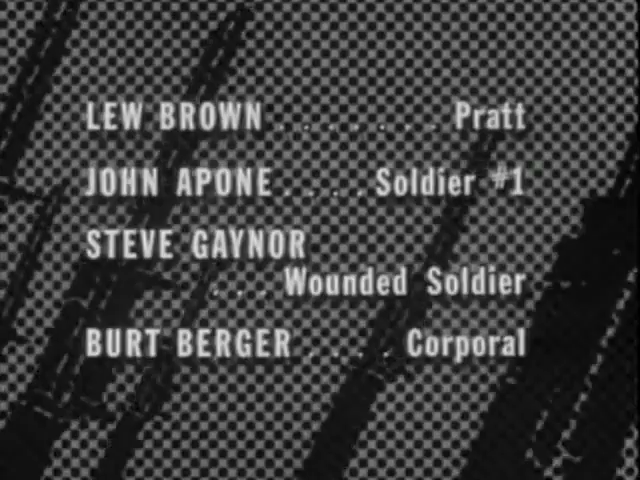 LEW BROWN . . . . . . . Pratt
JOHN APONE . . . . Soldier #1
STEVE GAYNOR
. . . Wounded Soldier
BURT BERGER . . . . Corporal